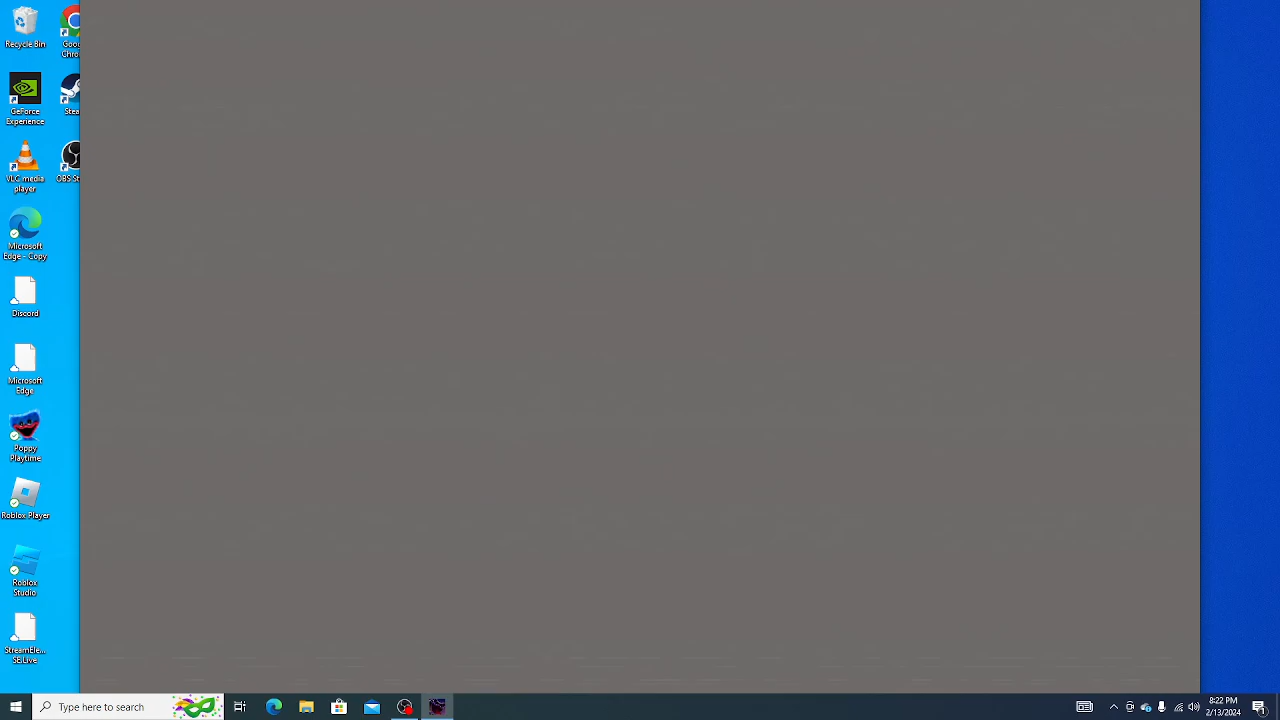 Recycle Bin
Goo
Chro
GeForce
Experience
Stea
VLC media
player
OBS St
Microsoft
Edge - Copy
Discord
Microsoft
Edge
Poppy
Playtime
Roblox Player
Roblox
Studio
StreamEle...
SE.Live
Type here to search
8:22 PM
2/13/2024